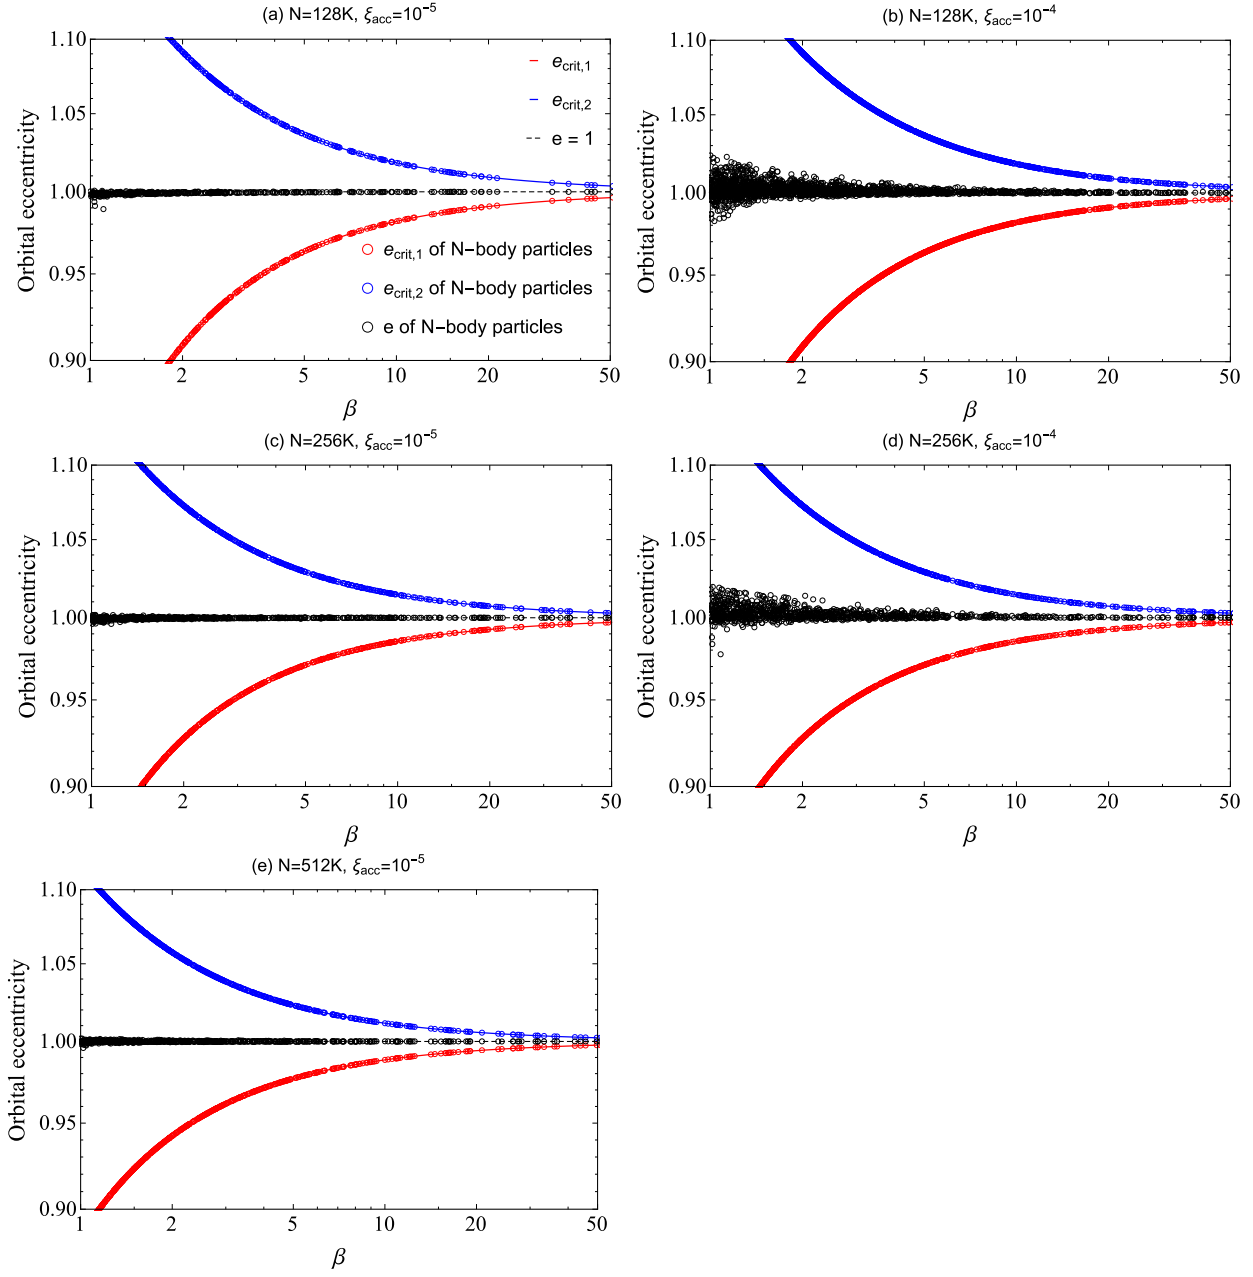 (a) N=128K, ξacc=10⁻⁵
1.10
1.05
1.00
0.95
0.90
Orbital eccentricity
ecrit,1
ecrit,2
e = 1
ecrit,1 of N−body particles
ecrit,2 of N−body particles
e of N−body particles
1 2 5 10 20 50
β
(b) N=128K, ξacc=10⁻⁴
1.10
1.05
1.00
0.95
0.90
Orbital eccentricity
1 2 5 10 20 50
β
(c) N=256K, ξacc=10⁻⁵
1.10
1.05
1.00
0.95
0.90
Orbital eccentricity
1 2 5 10 20 50
β
(d) N=256K, ξacc=10⁻⁴
1.10
1.05
1.00
0.95
0.90
Orbital eccentricity
1 2 5 10 20 50
β
(e) N=512K, ξacc=10⁻⁵
1.10
1.05
1.00
0.95
0.90
Orbital eccentricity
1 2 5 10 20 50
β